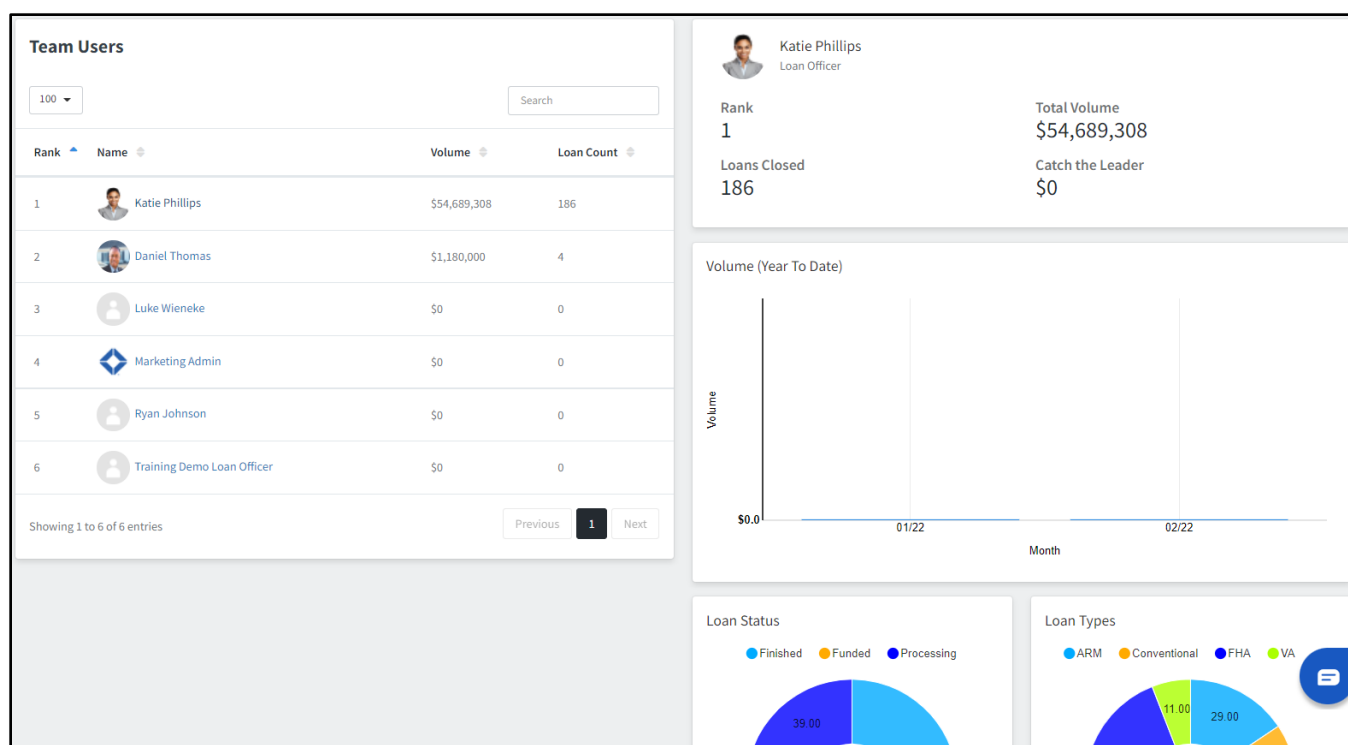 Team Users
100
Search
Rank Name Volume Loan Count
1 Katie Phillips $54,689,308 186
2 Daniel Thomas $1,180,000 4
3 Luke Wieneke $0 0
4 Marketing Admin $0 0
5 Ryan Johnson $0 0
6 Training Demo Loan Officer $0 0
Showing 1 to 6 of 6 entries
Previous 1 Next
Katie Phillips
Loan Officer
Rank Total Volume
1 $54,689,308
Loans Closed Catch the Leader
186 $0
Volume (Year To Date)
Volume
$0.0
01/22 02/22
Month
Loan Status
Finished Funded Processing
39.00
Loan Types
ARM Conventional FHA VA
11.00 29.00